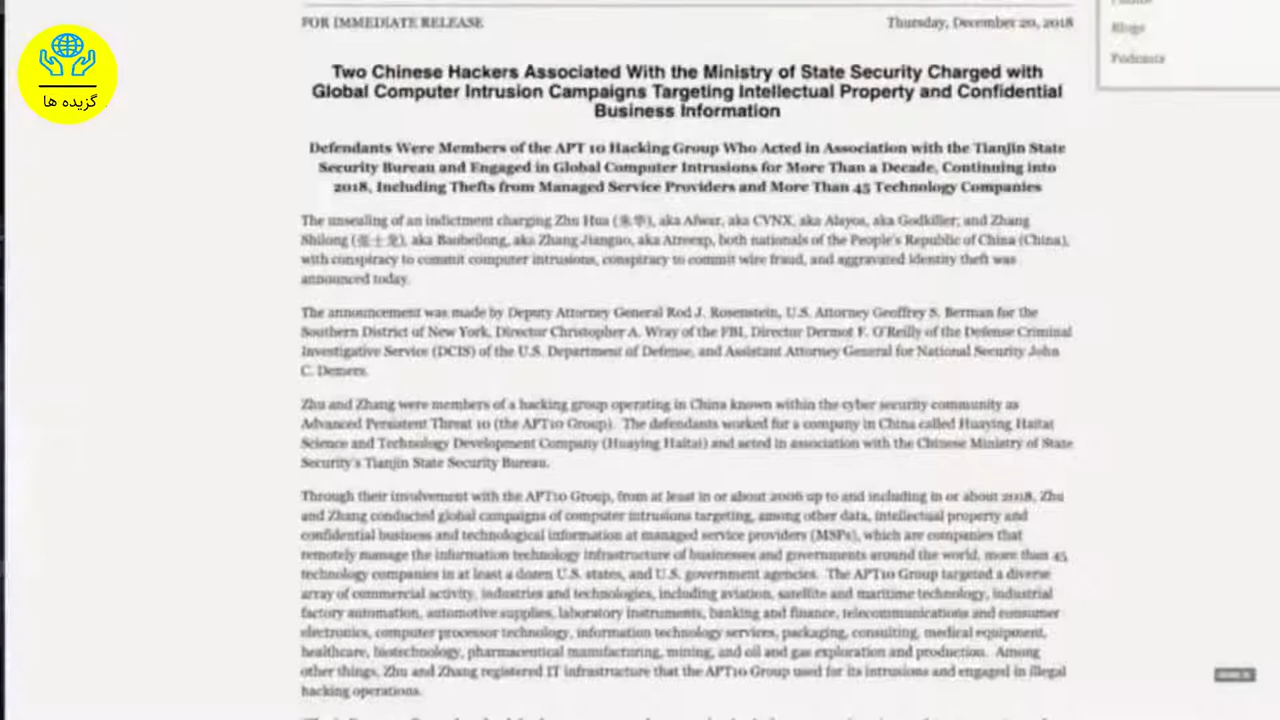 FOR IMMEDIATE RELEASE
Thursday, December 20, 2018
Blogs
Podcasts
گزیده ها
Two Chinese Hackers Associated With the Ministry of State Security Charged with
Global Computer Intrusion Campaigns Targeting Intellectual Property and Confidential
Business Information
Defendants Were Members of the APT 10 Hacking Group Who Acted in Association with the Tianjin State
Security Bureau and Engaged in Global Computer Intrusions for More Than a Decade, Continuing into
2018, Including Thefts from Managed Service Providers and More Than 45 Technology Companies
The unsealing of an indictment charging Zhu Hua (朱华), aka Afwar, aka CVNX, aka Alayos, aka Godkiller; and Zhang
Shilong (张士龙), aka Baobeilong, aka Zhang Jianguo, aka Atreexp, both nationals of the People's Republic of China (China),
with conspiracy to commit computer intrusions, conspiracy to commit wire fraud, and aggravated identity theft was
announced today.
The announcement was made by Deputy Attorney General Rod J. Rosenstein, U.S. Attorney Geoffrey S. Berman for the
Southern District of New York, Director Christopher A. Wray of the FBI, Director Dermot F. O'Reilly of the Defense Criminal
Investigative Service (DCIS) of the U.S. Department of Defense, and Assistant Attorney General for National Security John
C. Demers.
Zhu and Zhang were members of a hacking group operating in China known within the cyber security community as
Advanced Persistent Threat 10 (the APT10 Group). The defendants worked for a company in China called Huaying Haitai
Science and Technology Development Company (Huaying Haitai) and acted in association with the Chinese Ministry of State
Security's Tianjin State Security Bureau.
Through their involvement with the APT10 Group, from at least in or about 2006 up to and including in or about 2018, Zhu
and Zhang conducted global campaigns of computer intrusions targeting, among other data, intellectual property and
confidential business and technological information at managed service providers (MSPs), which are companies that
remotely manage the information technology infrastructure of businesses and governments around the world, more than 45
technology companies in at least a dozen U.S. states, and U.S. government agencies. The APT10 Group targeted a diverse
array of commercial activity, industries and technologies, including aviation, satellite and maritime technology, industrial
factory automation, automotive supplies, laboratory instruments, banking and finance, telecommunications and consumer
electronics, computer processor technology, information technology services, packaging, consulting, medical equipment,
healthcare, biotechnology, pharmaceutical manufacturing, mining, and oil and gas exploration and production. Among
other things, Zhu and Zhang registered IT infrastructure that the APT10 Group used for its intrusions and engaged in illegal
hacking operations.